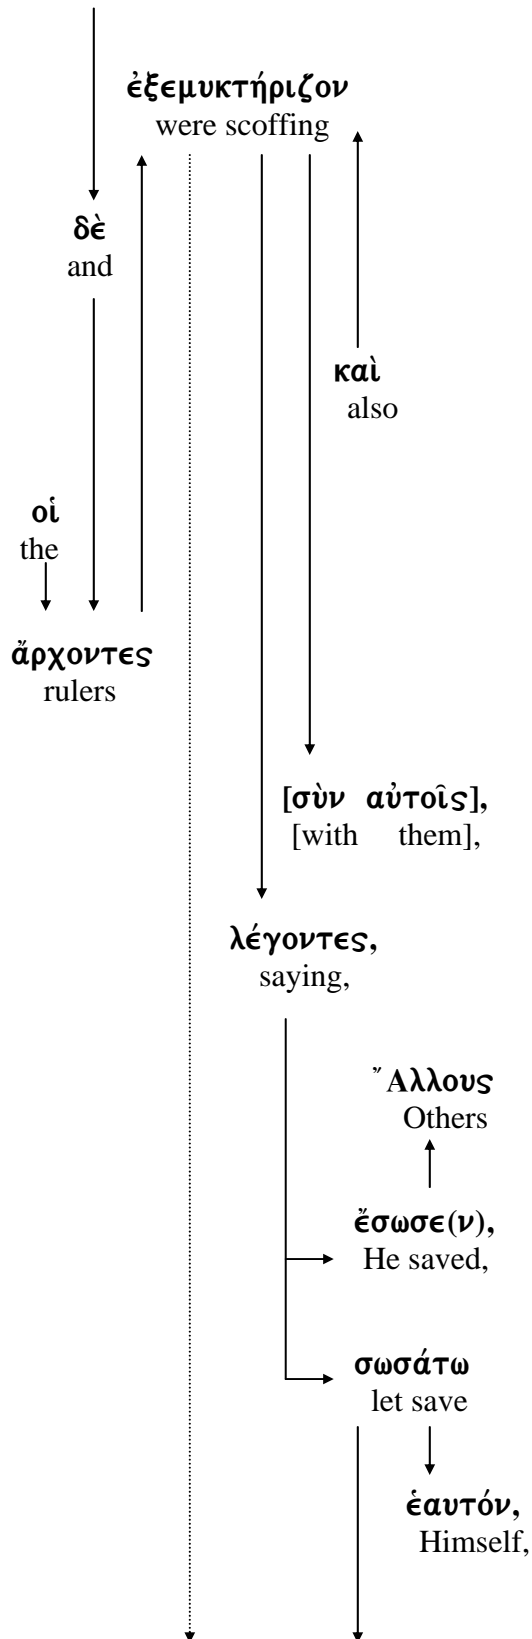 ἐξεμυκτήριζον
were scoffing
δὲ
and
καὶ
also
οἱ
the
ἄρχοντες
rulers
[σὺν αὐτοῖς],
[with them],
λέγοντες,
saying,
Ἄλλους
Others
ἔσωσε(ν),
He saved,
σωσάτω
let save
ἑαυτόν,
Himself,